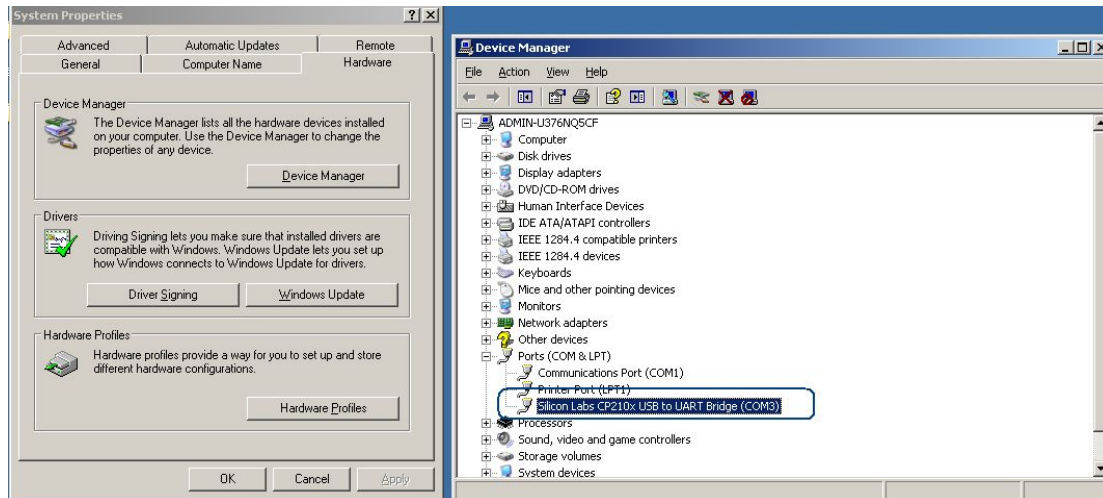 System Properties
Advanced
Automatic Updates
Remote
General
Computer Name
Hardware
Device Manager
The Device Manager lists all the hardware devices installed
on your computer. Use the Device Manager to change the
properties of any device.
Device Manager
Drivers
Driving Signing lets you make sure that installed drivers are
compatible with Windows. Windows Update lets you set up
how Windows connects to Windows Update for drivers.
Driver Signing
Windows Update
Hardware Profiles
Hardware profiles provide a way for you to set up and store
different hardware configurations.
Hardware Profiles
OK
Cancel
Apply
Device Manager
File Action View Help
ADMIN-U376NQ5CF
Computer
Disk drives
Display adapters
DVD/CD-ROM drives
Human Interface Devices
IDE ATA/ATAPI controllers
IEEE 1284.4 compatible printers
IEEE 1284.4 devices
Keyboards
Mice and other pointing devices
Monitors
Network adapters
Other devices
Ports (COM & LPT)
Communications Port (COM1)
Printer Port (LPT1)
Silicon Labs CP210x USB to UART Bridge (COM3)
Processors
Sound, video and game controllers
Storage volumes
System devices